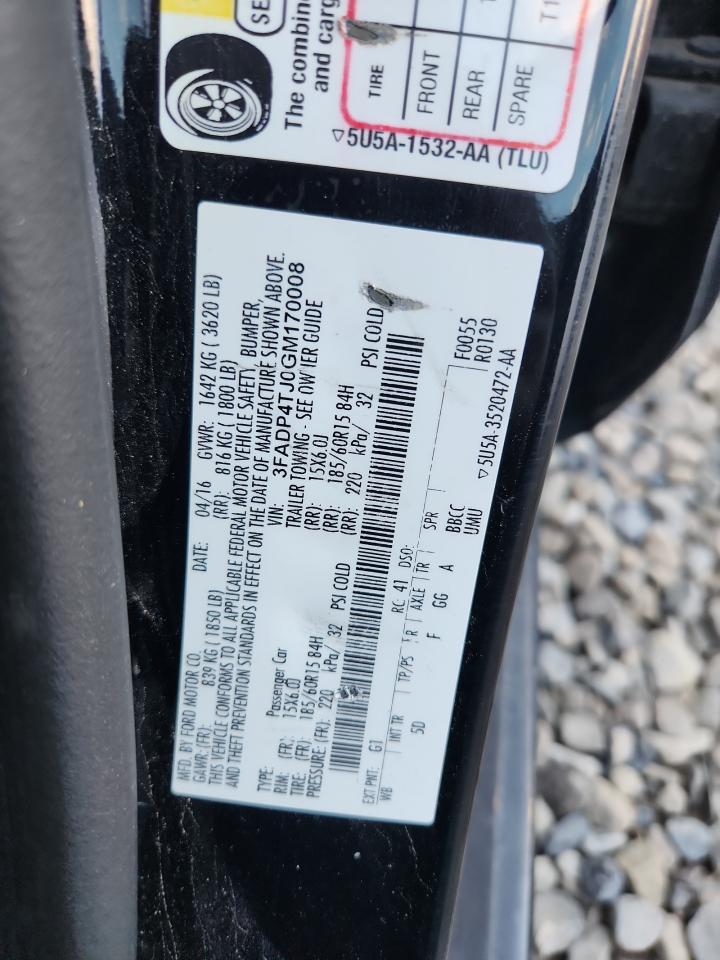 MFD. BY FORD MOTOR CO.
DATE: 04/16 GVWR: 1642 KG ( 3620 LB)
GAWR: (FR): 839 KG ( 1850 LB) (RR): 816 KG ( 1800 LB)
THIS VEHICLE CONFORMS TO ALL APPLICABLE FEDERAL MOTOR VEHICLE SAFETY, BUMPER,
AND THEFT PREVENTION STANDARDS IN EFFECT ON THE DATE OF MANUFACTURE SHOWN ABOVE.
VIN: 3FADP4TJ0GM170008
TYPE: Passenger Car TRAILER TOWING - SEE OW ER GUIDE
RIM: (FR): 15X6.0J (RR): 15X6.0J
TIRE: (FR): 185/60R15 84H (RR): 185/60R15 84H
PRESSURE (FR): 220 kPa/ 32 PSI COLD (RR): 220 kPa/ 32 PSI COLD
F0055
R0130
EXT PNT: G1 RC: 41 DSO:
WB INT TR TP/PS R AXLE TR SPR
5D F GG A BBCC
UMU
▽5U5A-3520472-AA
SE
The combin
and carg
TIRE
FRONT
REAR
SPARE T1
▽5U5A-1532-AA (TLU)